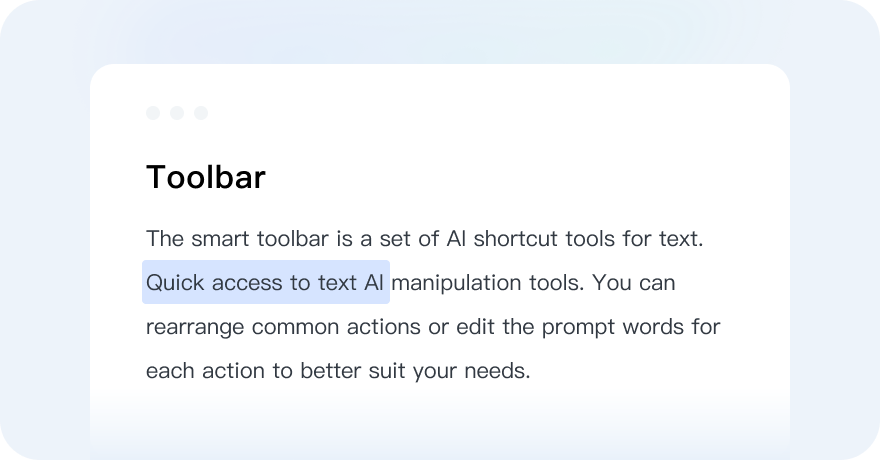 Toolbar
The smart toolbar is a set of AI shortcut tools for text.
Quick access to text AI manipulation tools. You can
rearrange common actions or edit the prompt words for
each action to better suit your needs.